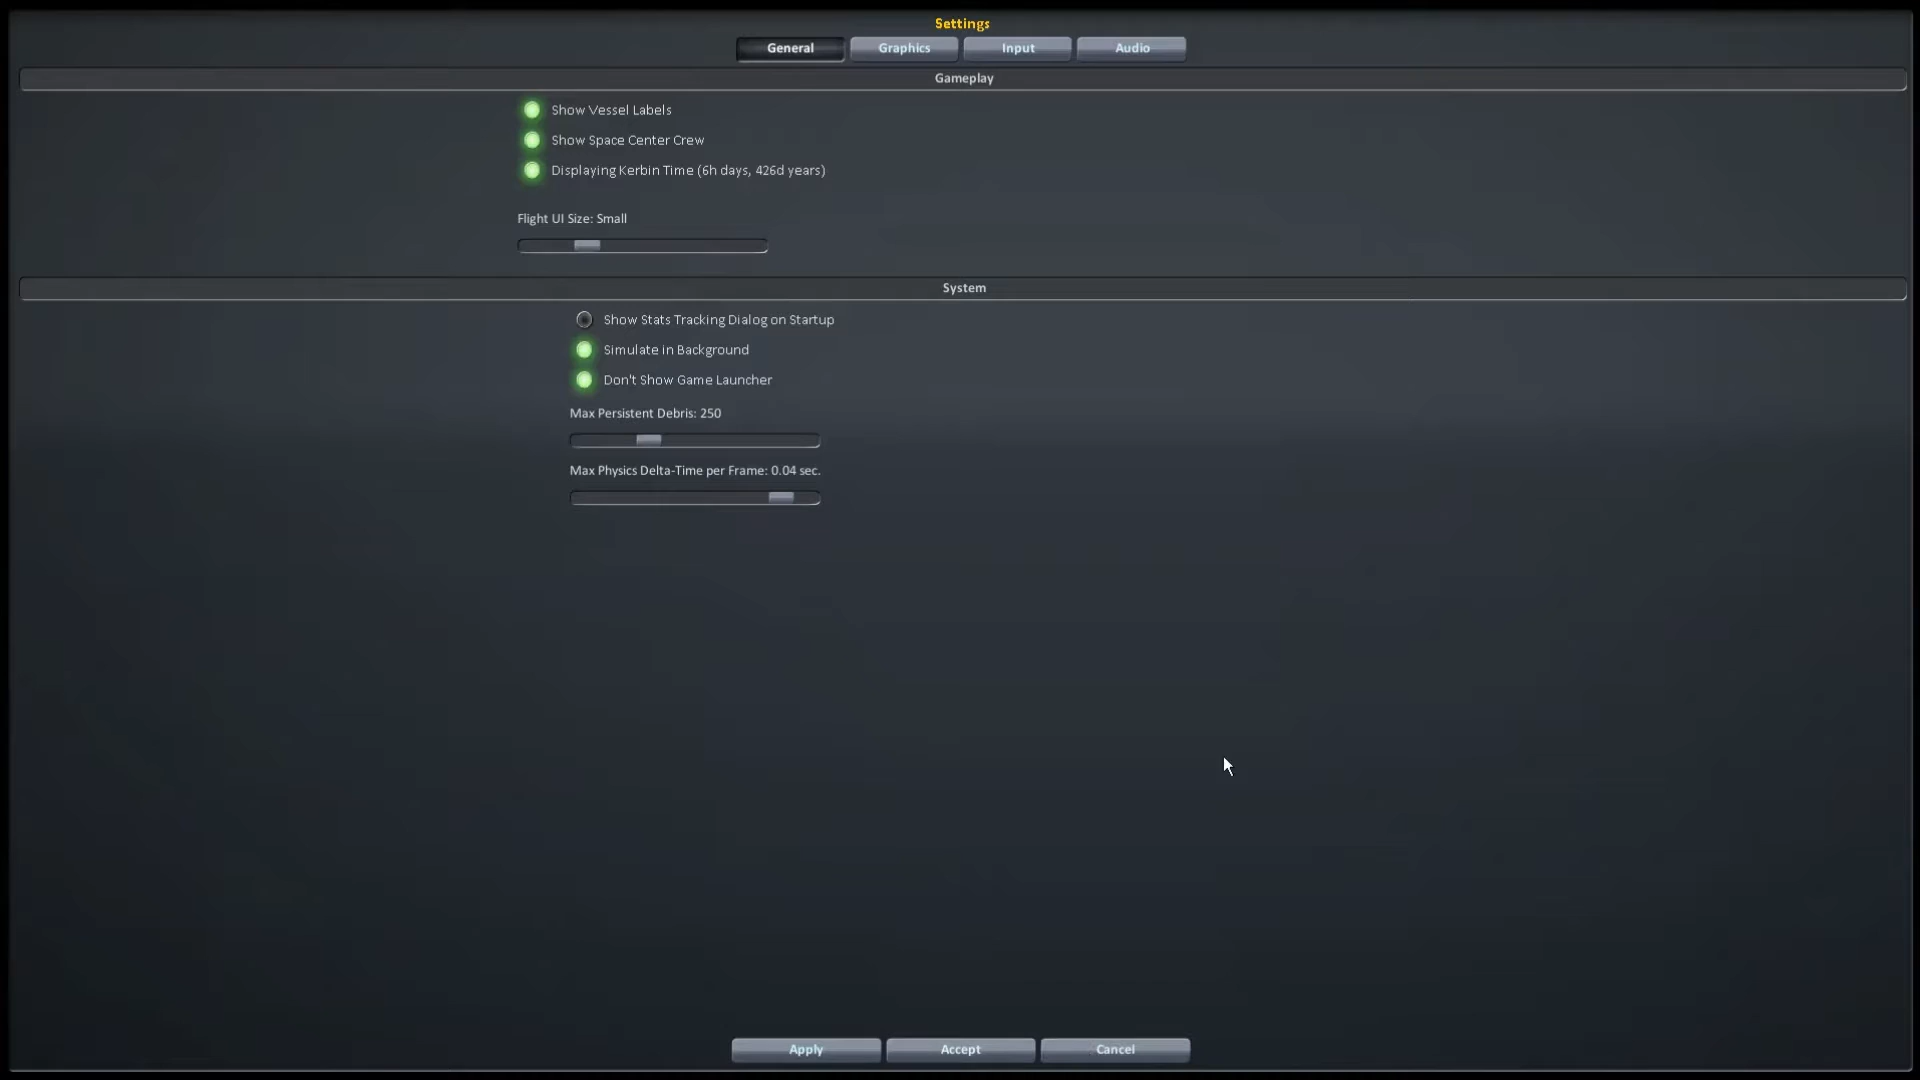 Settings
General
Graphics
Input
Audio
Gameplay
Show Vessel Labels
Show Space Center Crew
Displaying Kerbin Time (6h days, 426d years)
Flight UI Size: Small
System
Show Stats Tracking Dialog on Startup
Simulate in Background
Don't Show Game Launcher
Max Persistent Debris: 250
Max Physics Delta-Time per Frame: 0.04 sec.
Apply
Accept
Cancel